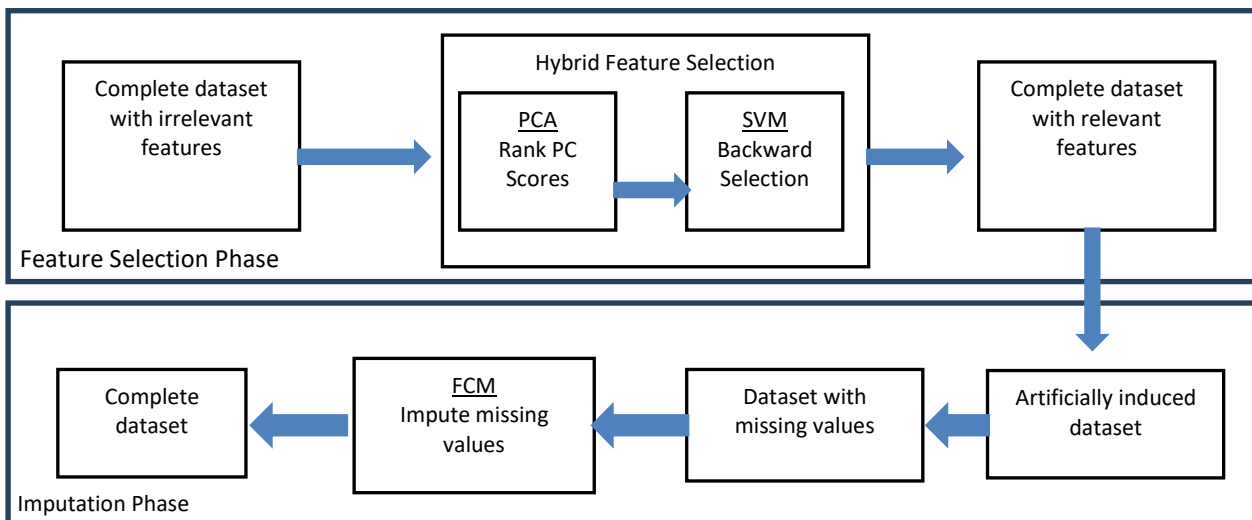 Complete dataset
with irrelevant
features
Hybrid Feature Selection
PCA
Rank PC
Scores
SVM
Backward
Selection
Complete dataset
with relevant
features
Feature Selection Phase
Complete
dataset
FCM
Impute missing
values
Dataset with
missing values
Artificially induced
dataset
Imputation Phase